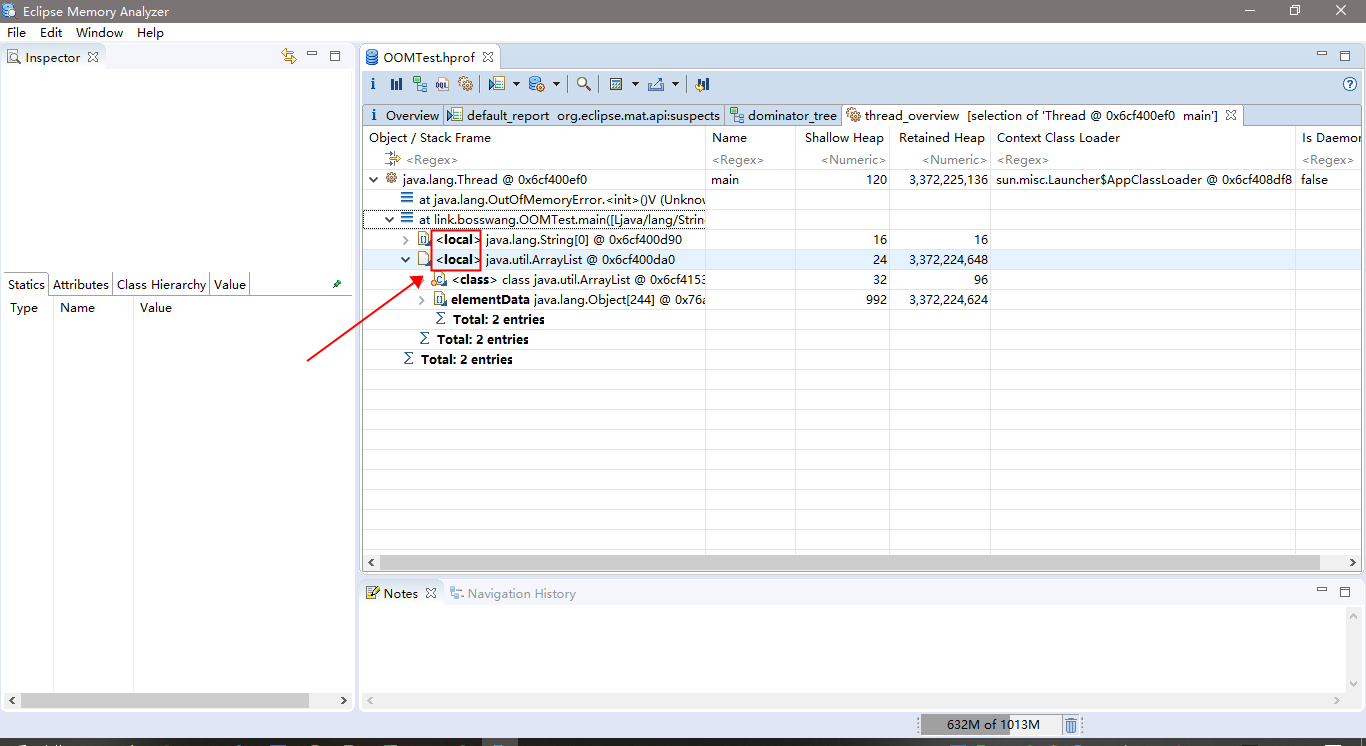 Eclipse Memory Analyzer
File Edit Window Help
Inspector
Statics Attributes Class Hierarchy Value
Type Name Value
OOMTest.hprof
i OQL
i Overview default_report org.eclipse.mat.api:suspects dominator_tree thread_overview [selection of 'Thread @ 0x6cf400ef0 main']
Object / Stack Frame Name Shallow Heap Retained Heap Context Class Loader Is Daemon
<Regex> <Regex> <Numeric> <Numeric> <Regex> <Regex>
java.lang.Thread @ 0x6cf400ef0 main 120 3,372,225,136 sun.misc.Launcher$AppClassLoader @ 0x6cf408df8 false
at java.lang.OutOfMemoryError.<init>()V (Unknow
at link.bosswang.OOMTest.main([Ljava/lang/String
<local> java.lang.String[0] @ 0x6cf400d90 16 16
<local> java.util.ArrayList @ 0x6cf400da0 24 3,372,224,648
<class> class java.util.ArrayList @ 0x6cf4153 32 96
elementData java.lang.Object[244] @ 0x76a 992 3,372,224,624
Σ Total: 2 entries
Σ Total: 2 entries
Σ Total: 2 entries
Notes Navigation History
632M of 1013M